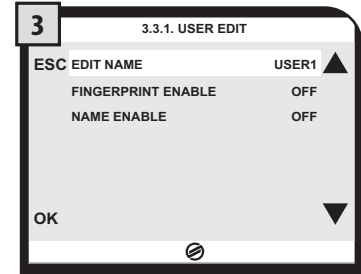 3
3.3.1. USER EDIT
ESC EDIT NAME USER1
FINGERPRINT ENABLE OFF
NAME ENABLE OFF
OK